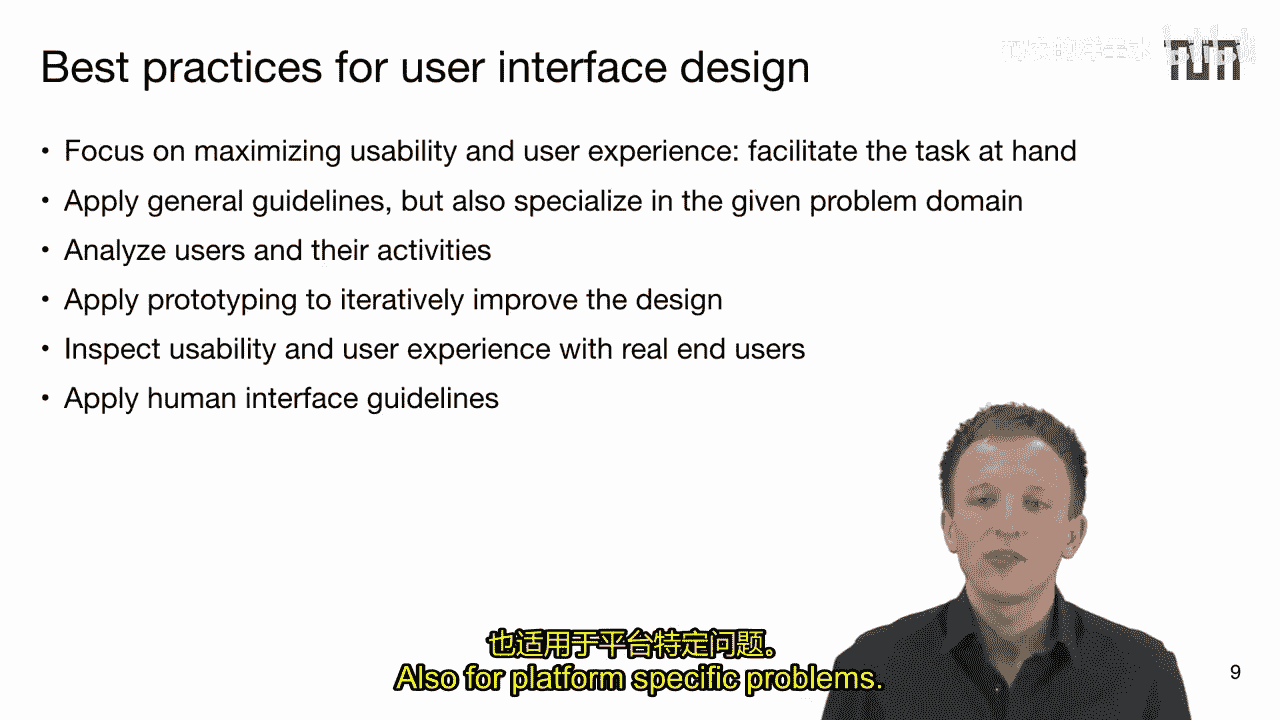 Best practices for user interface design
• Focus on maximizing usability and user experience: facilitate the task at hand
• Apply general guidelines, but also specialize in the given problem domain
• Analyze users and their activities
• Apply prototyping to iteratively improve the design
• Inspect usability and user experience with real end users
• Apply human interface guidelines
也适用于平台特定问题。
Also for platform specific problems.
9